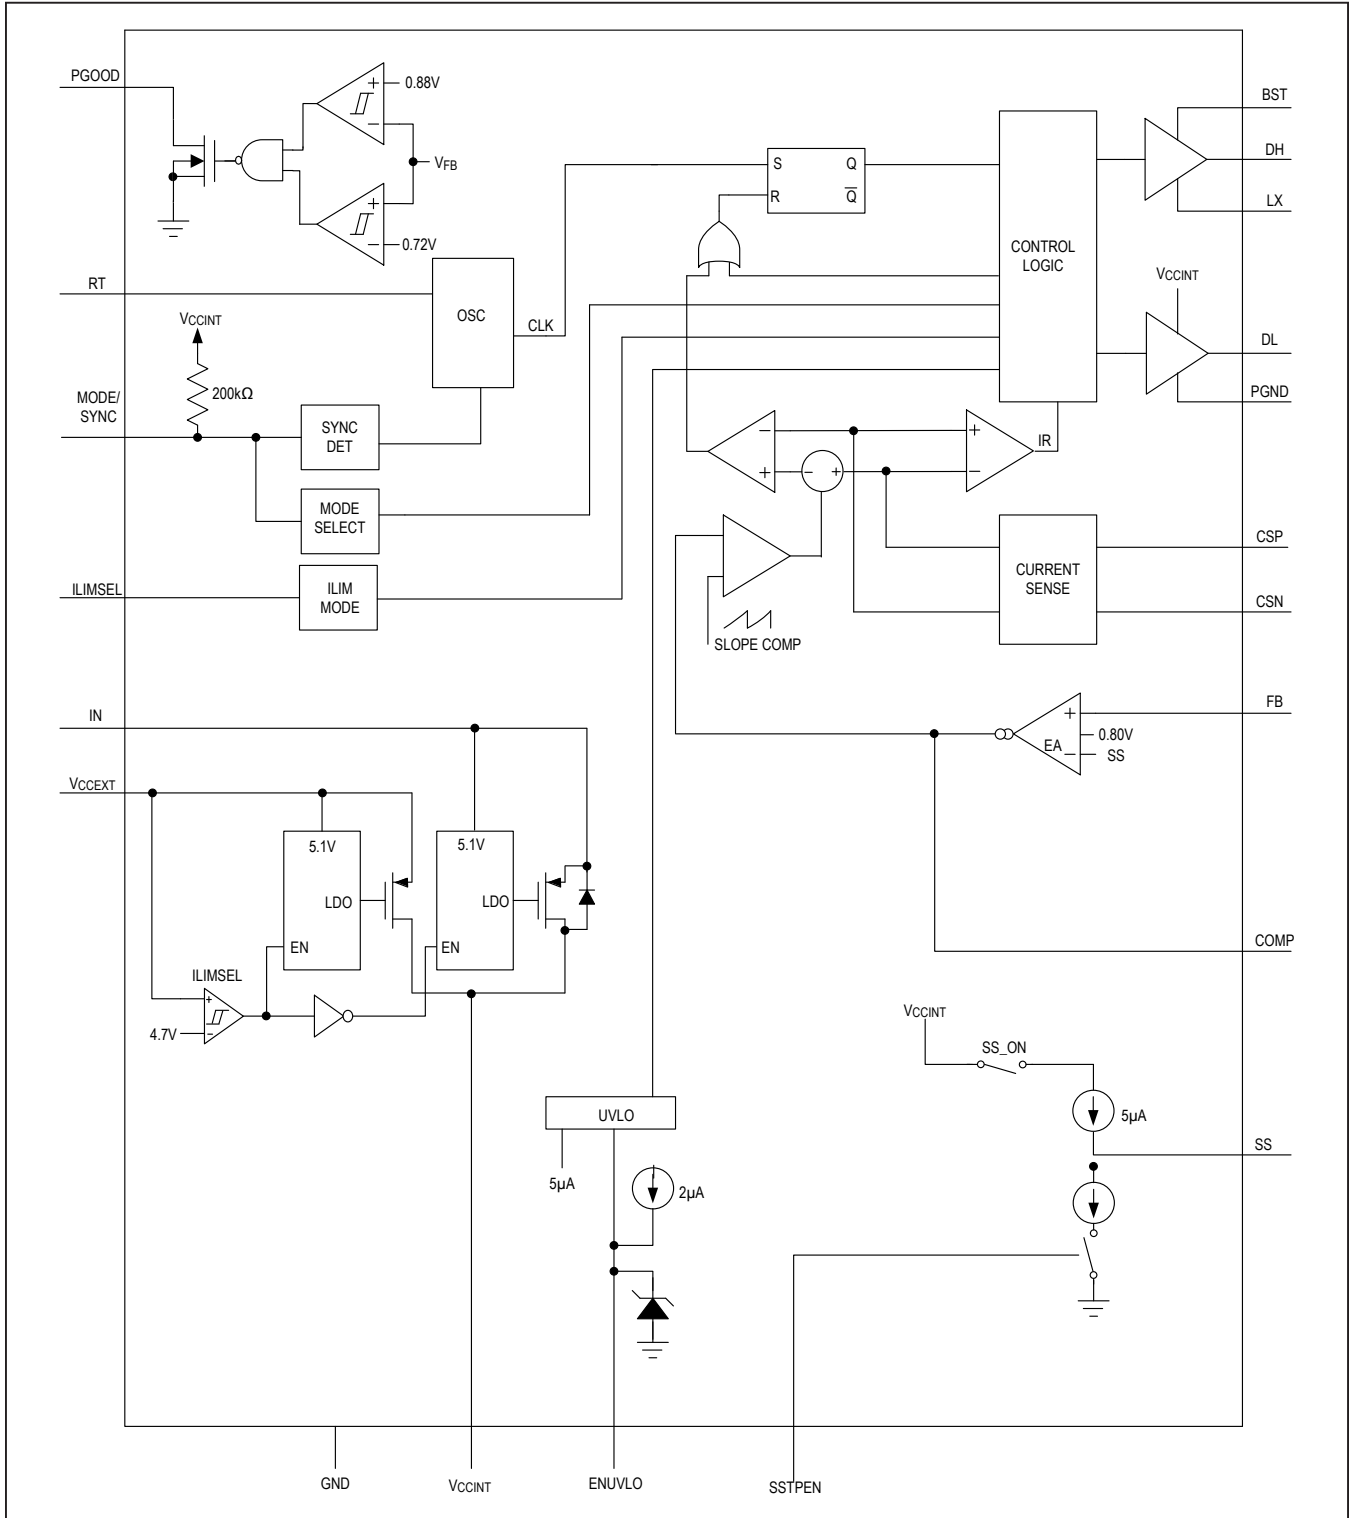 PGOOD
+
0.88V
−
VFB
+
−
0.72V
BST
DH
LX
S
Q
R
Q̅
CONTROL
LOGIC
RT
OSC
CLK
VCCINT
DL
PGND
VCCINT
200kΩ
MODE/
SYNC
SYNC
DET
MODE
SELECT
−
+
−
+
+
−
IR
ILIMSEL
ILIM
MODE
SLOPE COMP
CURRENT
SENSE
CSP
CSN
IN
FB
+
0.80V
EA
−
SS
VCCEXT
5.1V
LDO
EN
5.1V
LDO
EN
ILIMSEL
+
4.7V
−
COMP
VCCINT
SS_ON
5µA
SS
UVLO
5µA
2µA
GND
VCCINT
ENUVLO
SSTPEN